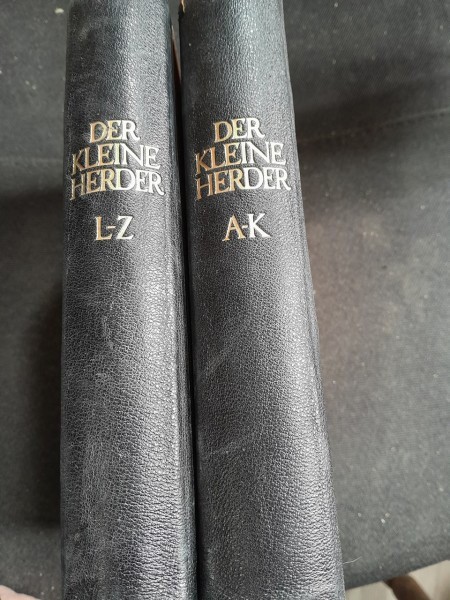 DER
KLEINE
HERDER
L-Z
DER
KLEINE
HERDER
A-K